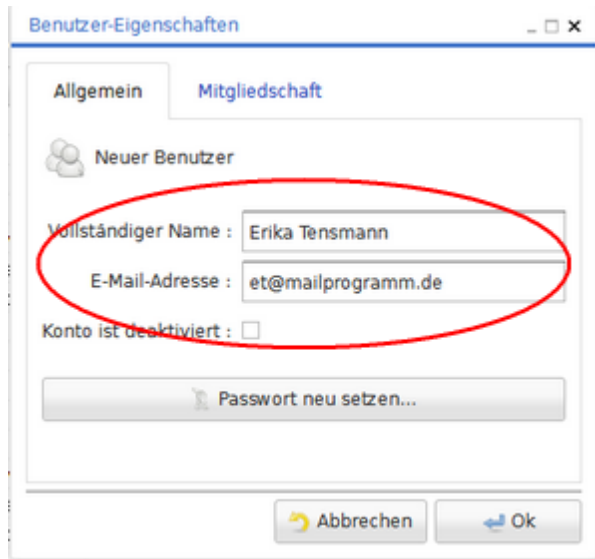 Benutzer-Eigenschaften
Allgemein Mitgliedschaft
Neuer Benutzer
Vollständiger Name : Erika Tensmann
E-Mail-Adresse : et@mailprogramm.de
Konto ist deaktiviert :
Passwort neu setzen...
Abbrechen Ok